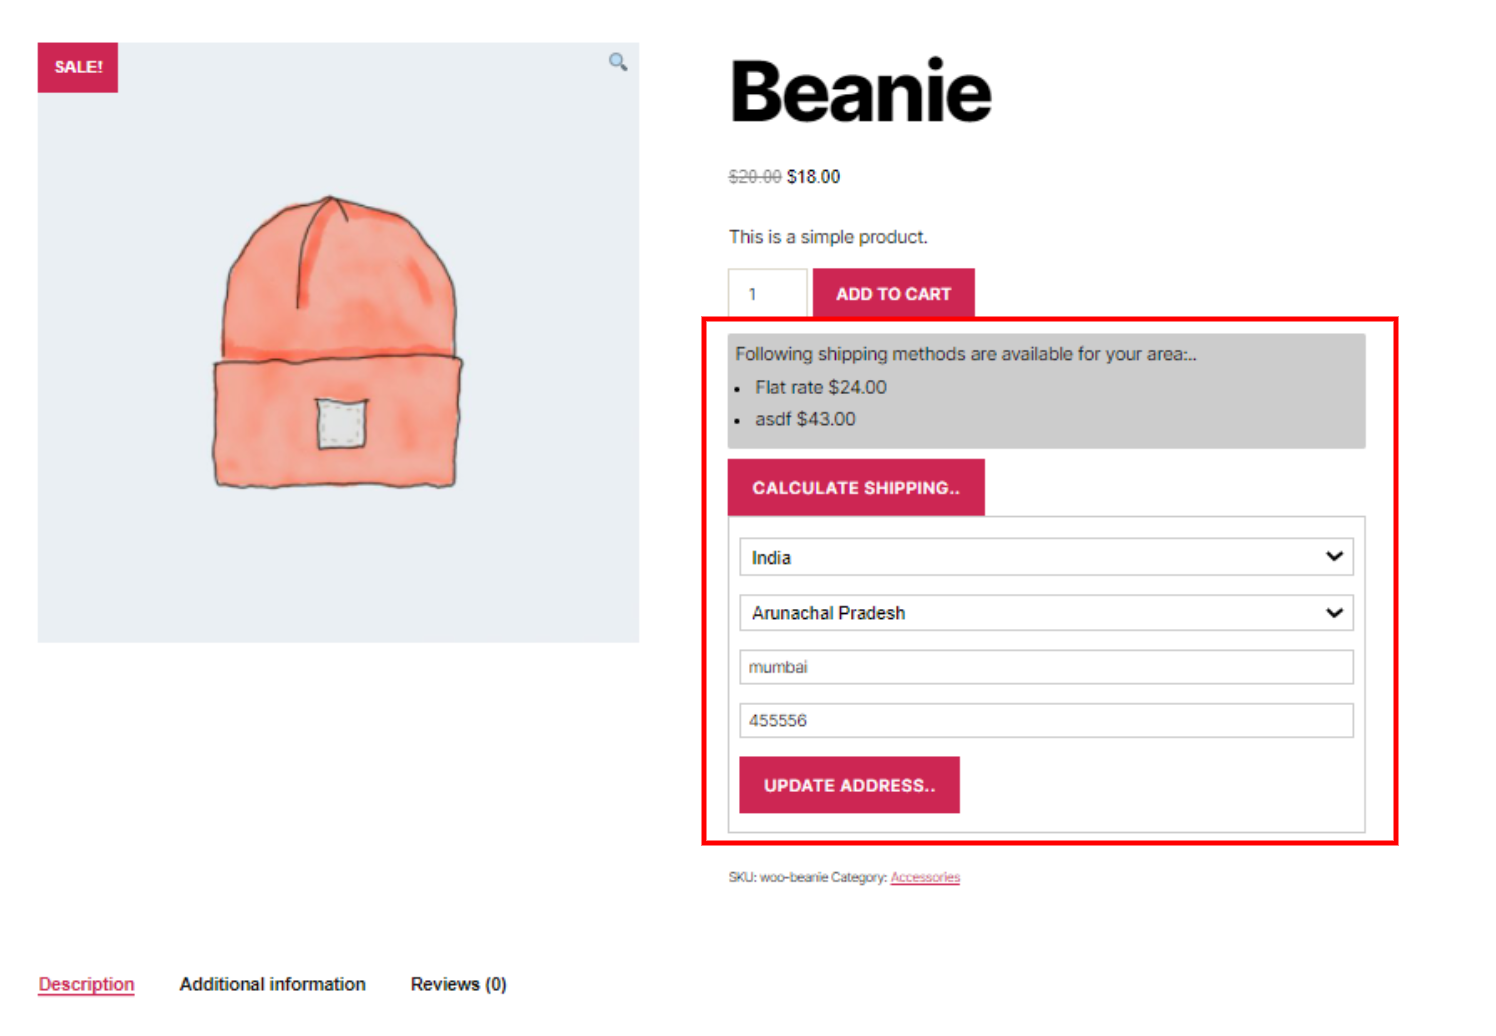 SALE!
Beanie
$20.00 $18.00
This is a simple product.
1
ADD TO CART
Following shipping methods are available for your area:..
• Flat rate $24.00
• asdf $43.00
CALCULATE SHIPPING..
India
Arunachal Pradesh
mumbai
455556
UPDATE ADDRESS..
SKU: woo-beanie Category: Accessories
Description Additional information Reviews (0)